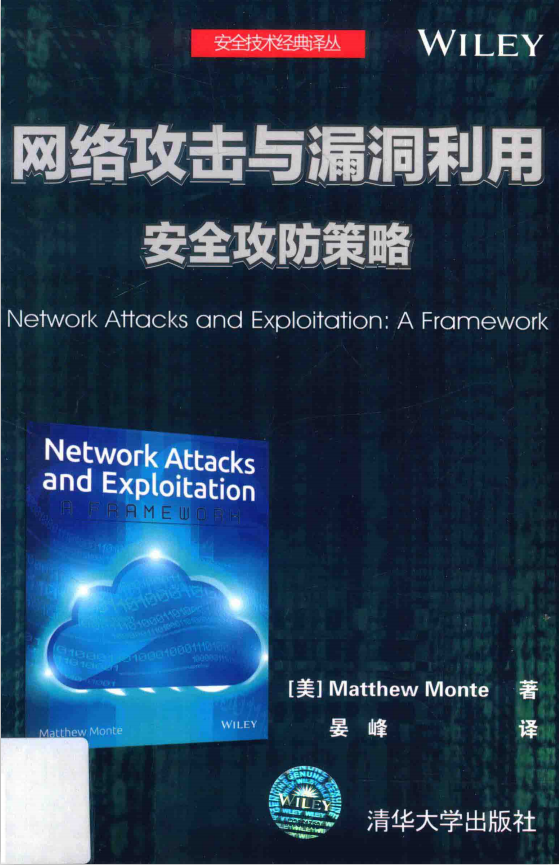 安全技术经典译丛
WILEY
网络攻击与漏洞利用
安全攻防策略
Network Attacks and Exploitation: A Framework
Network Attacks
and Exploitation
A FRAMEWORK
Matthew Monte
WILEY
[美] Matthew Monte 著
晏 峰 译
GENUINE
WILEY
清华大学出版社